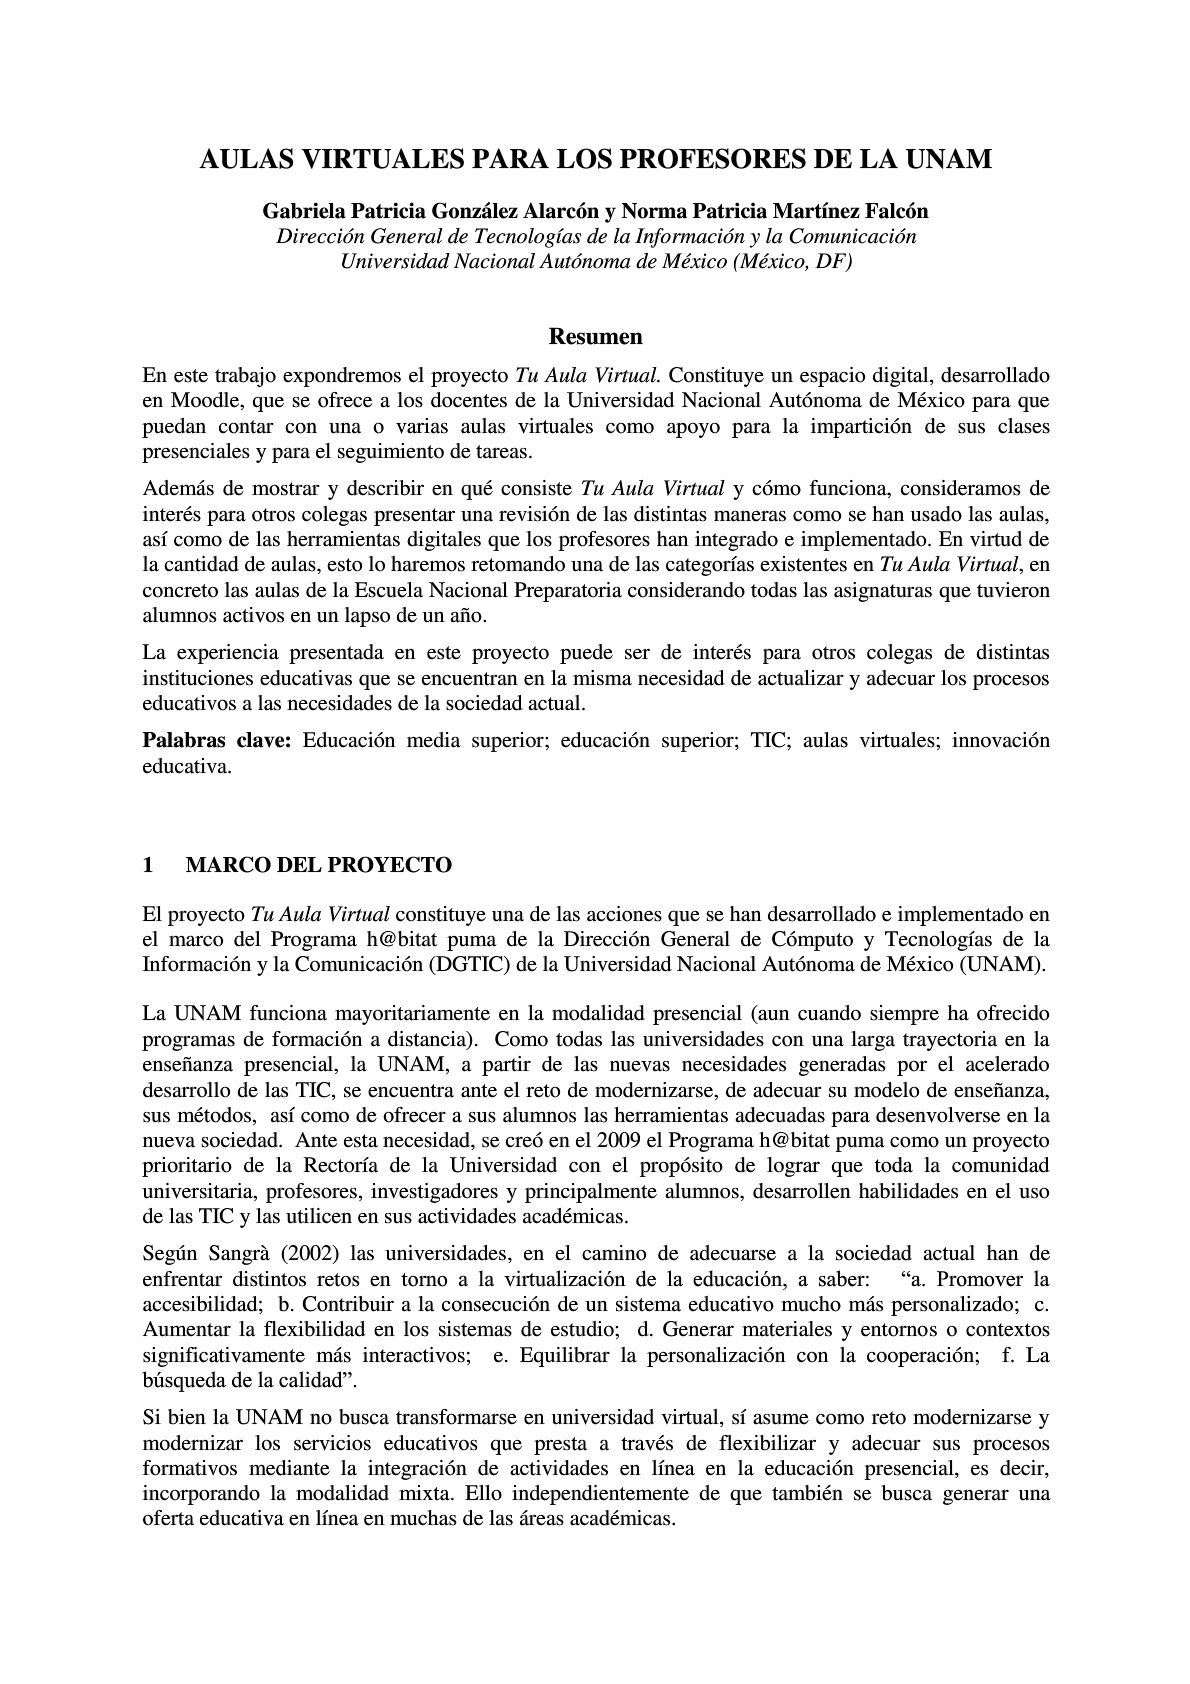 AULAS VIRTUALES PARA LOS PROFESORES DE LA UNAM
Gabriela Patricia González Alarcón y Norma Patricia Martínez Falcón
Dirección General de Tecnologías de la Información y la Comunicación
Universidad Nacional Autónoma de México (México, DF)
Resumen
En este trabajo expondremos el proyecto Tu Aula Virtual. Constituye un espacio digital, desarrollado
en Moodle, que se ofrece a los docentes de la Universidad Nacional Autónoma de México para que
puedan contar con una o varias aulas virtuales como apoyo para la impartición de sus clases
presenciales y para el seguimiento de tareas.
Además de mostrar y describir en qué consiste Tu Aula Virtual y cómo funciona, consideramos de
interés para otros colegas presentar una revisión de las distintas maneras como se han usado las aulas,
así como de las herramientas digitales que los profesores han integrado e implementado. En virtud de
la cantidad de aulas, esto lo haremos retomando una de las categorías existentes en Tu Aula Virtual, en
concreto las aulas de la Escuela Nacional Preparatoria considerando todas las asignaturas que tuvieron
alumnos activos en un lapso de un año.
La experiencia presentada en este proyecto puede ser de interés para otros colegas de distintas
instituciones educativas que se encuentran en la misma necesidad de actualizar y adecuar los procesos
educativos a las necesidades de la sociedad actual.
Palabras clave: Educación media superior; educación superior; TIC; aulas virtuales; innovación
educativa.
1 MARCO DEL PROYECTO
El proyecto Tu Aula Virtual constituye una de las acciones que se han desarrollado e implementado en
el marco del Programa h@bitat puma de la Dirección General de Cómputo y Tecnologías de la
Información y la Comunicación (DGTIC) de la Universidad Nacional Autónoma de México (UNAM).
La UNAM funciona mayoritariamente en la modalidad presencial (aun cuando siempre ha ofrecido
programas de formación a distancia). Como todas las universidades con una larga trayectoria en la
enseñanza presencial, la UNAM, a partir de las nuevas necesidades generadas por el acelerado
desarrollo de las TIC, se encuentra ante el reto de modernizarse, de adecuar su modelo de enseñanza,
sus métodos, así como de ofrecer a sus alumnos las herramientas adecuadas para desenvolverse en la
nueva sociedad. Ante esta necesidad, se creó en el 2009 el Programa h@bitat puma como un proyecto
prioritario de la Rectoría de la Universidad con el propósito de lograr que toda la comunidad
universitaria, profesores, investigadores y principalmente alumnos, desarrollen habilidades en el uso
de las TIC y las utilicen en sus actividades académicas.
Según Sangrà (2002) las universidades, en el camino de adecuarse a la sociedad actual han de
enfrentar distintos retos en torno a la virtualización de la educación, a saber: “a. Promover la
accesibilidad; b. Contribuir a la consecución de un sistema educativo mucho más personalizado; c.
Aumentar la flexibilidad en los sistemas de estudio; d. Generar materiales y entornos o contextos
significativamente más interactivos; e. Equilibrar la personalización con la cooperación; f. La
búsqueda de la calidad”.
Si bien la UNAM no busca transformarse en universidad virtual, sí asume como reto modernizarse y
modernizar los servicios educativos que presta a través de flexibilizar y adecuar sus procesos
formativos mediante la integración de actividades en línea en la educación presencial, es decir,
incorporando la modalidad mixta. Ello independientemente de que también se busca generar una
oferta educativa en línea en muchas de las áreas académicas.